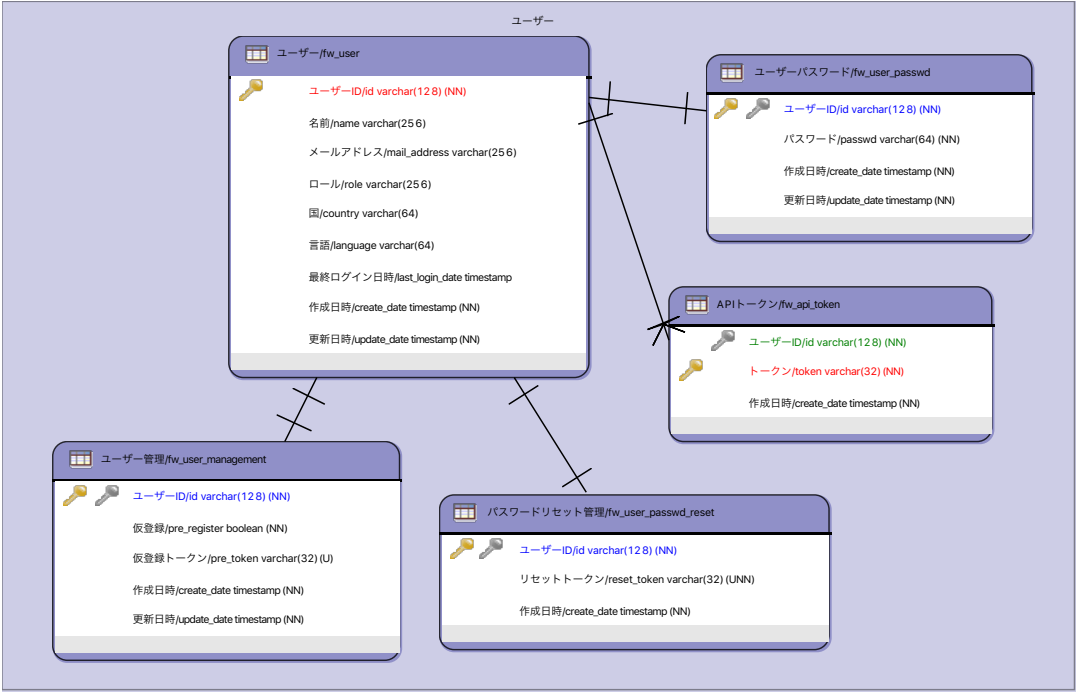 ユーザー
ユーザー/fw_user
ユーザーID/id varchar(128) (NN)
名前/name varchar(256)
メールアドレス/mail_address varchar(256)
ロール/role varchar(256)
国/country varchar(64)
言語/language varchar(64)
最終ログイン日時/last_login_date timestamp
作成日時/create_date timestamp (NN)
更新日時/update_date timestamp (NN)
ユーザーパスワード/fw_user_passwd
ユーザーID/id varchar(128) (NN)
パスワード/passwd varchar(64) (NN)
作成日時/create_date timestamp (NN)
更新日時/update_date timestamp (NN)
APIトークン/fw_api_token
ユーザーID/id varchar(128) (NN)
トークン/token varchar(32) (NN)
作成日時/create_date timestamp (NN)
ユーザー管理/fw_user_management
ユーザーID/id varchar(128) (NN)
仮登録/pre_register boolean (NN)
仮登録トークン/pre_token varchar(32) (U)
作成日時/create_date timestamp (NN)
更新日時/update_date timestamp (NN)
パスワードリセット管理/fw_user_passwd_reset
ユーザーID/id varchar(128) (NN)
リセットトークン/reset_token varchar(32) (UNN)
作成日時/create_date timestamp (NN)